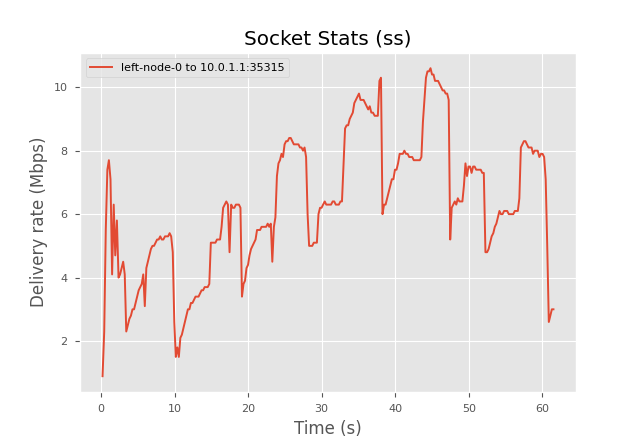 Socket Stats (ss)
left-node-0 to 10.0.1.1:35315
Delivery rate (Mbps)
10
8
6
4
2
0 10 20 30 40 50 60
Time (s)